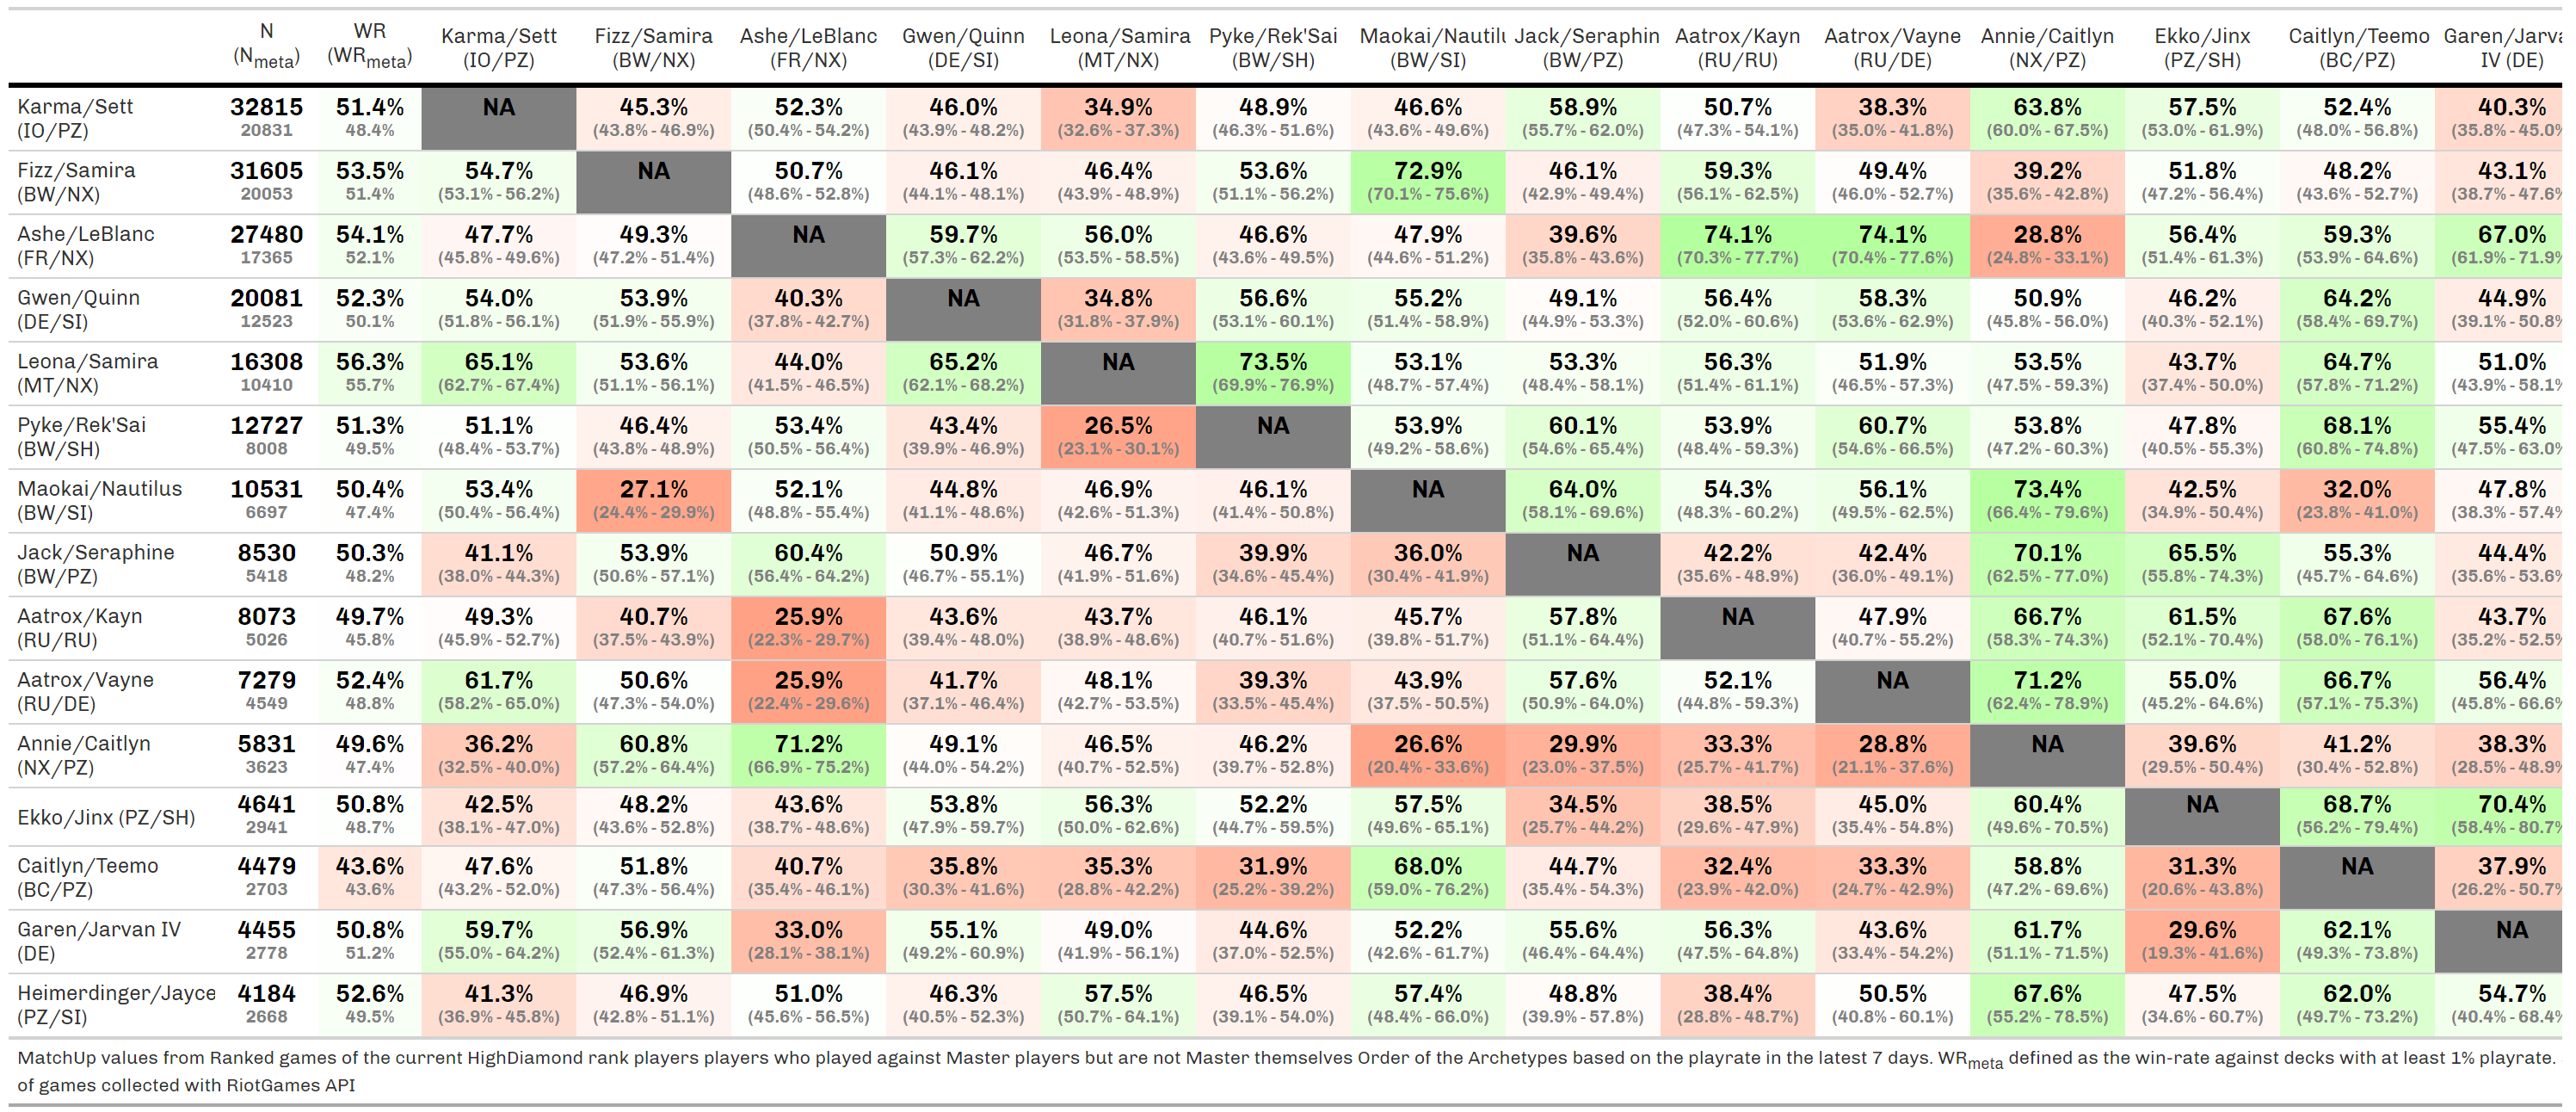 N WR Karma/Sett Fizz/Samira Ashe/LeBlanc Gwen/Quinn Leona/Samira Pyke/Rek'Sai Maokai/Nautilu Jack/Seraphin Aatrox/Kayn Aatrox/Vayne Annie/Caitlyn Ekko/Jinx Caitlyn/Teemo Garen/Jarva
(Nmeta) (WRmeta) (IO/PZ) (BW/NX) (FR/NX) (DE/SI) (MT/NX) (BW/SH) (BW/SI) (BW/PZ) (RU/RU) (RU/DE) (NX/PZ) (PZ/SH) (BC/PZ) IV (DE)
Karma/Sett 32815 51.4% NA 45.3% 52.3% 46.0% 34.9% 48.9% 46.6% 58.9% 50.7% 38.3% 63.8% 57.5% 52.4% 40.3%
(IO/PZ) 20831 48.4% (43.8% - 46.9%) (50.4% - 54.2%) (43.9% - 48.2%) (32.6% - 37.3%) (46.3% - 51.6%) (43.6% - 49.6%) (55.7% - 62.0%) (47.3% - 54.1%) (35.0% - 41.8%) (60.0% - 67.5%) (53.0% - 61.9%) (48.0% - 56.8%) (35.8% - 45.0%
Fizz/Samira 31605 53.5% 54.7% NA 50.7% 46.1% 46.4% 53.6% 72.9% 46.1% 59.3% 49.4% 39.2% 51.8% 48.2% 43.1%
(BW/NX) 20053 51.4% (53.1% - 56.2%) (48.6% - 52.8%) (44.1% - 48.1%) (43.9% - 48.9%) (51.1% - 56.2%) (70.1% - 75.6%) (42.9% - 49.4%) (56.1% - 62.5%) (46.0% - 52.7%) (35.6% - 42.8%) (47.2% - 56.4%) (43.6% - 52.7%) (38.7% - 47.6%
Ashe/LeBlanc 27480 54.1% 47.7% 49.3% NA 59.7% 56.0% 46.6% 47.9% 39.6% 74.1% 74.1% 28.8% 56.4% 59.3% 67.0%
(FR/NX) 17365 52.1% (45.8% - 49.6%) (47.2% - 51.4%) (57.3% - 62.2%) (53.5% - 58.5%) (43.6% - 49.5%) (44.6% - 51.2%) (35.8% - 43.6%) (70.3% - 77.7%) (70.4% - 77.6%) (24.8% - 33.1%) (51.4% - 61.3%) (53.9% - 64.6%) (61.9% - 71.9%
Gwen/Quinn 20081 52.3% 54.0% 53.9% 40.3% NA 34.8% 56.6% 55.2% 49.1% 56.4% 58.3% 50.9% 46.2% 64.2% 44.9%
(DE/SI) 12523 50.1% (51.8% - 56.1%) (51.9% - 55.9%) (37.8% - 42.7%) (31.8% - 37.9%) (53.1% - 60.1%) (51.4% - 58.9%) (44.9% - 53.3%) (52.0% - 60.6%) (53.6% - 62.9%) (45.8% - 56.0%) (40.3% - 52.1%) (58.4% - 69.7%) (39.1% - 50.8%
Leona/Samira 16308 56.3% 65.1% 53.6% 44.0% 65.2% NA 73.5% 53.1% 53.3% 56.3% 51.9% 53.5% 43.7% 64.7% 51.0%
(MT/NX) 10410 55.7% (62.7% - 67.4%) (51.1% - 56.1%) (41.5% - 46.5%) (62.1% - 68.2%) (69.9% - 76.9%) (48.7% - 57.4%) (48.4% - 58.1%) (51.4% - 61.1%) (46.5% - 57.3%) (47.5% - 59.3%) (37.4% - 50.0%) (57.8% - 71.2%) (43.9% - 58.1%
Pyke/Rek'Sai 12727 51.3% 51.1% 46.4% 53.4% 43.4% 26.5% NA 53.9% 60.1% 53.9% 60.7% 53.8% 47.8% 68.1% 55.4%
(BW/SH) 8008 49.5% (48.4% - 53.7%) (43.8% - 48.9%) (50.5% - 56.4%) (39.9% - 46.9%) (23.1% - 30.1%) (49.2% - 58.6%) (54.6% - 65.4%) (48.4% - 59.3%) (54.6% - 66.5%) (47.2% - 60.3%) (40.5% - 55.3%) (60.8% - 74.8%) (47.5% - 63.0%
Maokai/Nautilus 10531 50.4% 53.4% 27.1% 52.1% 44.8% 46.9% 46.1% NA 64.0% 54.3% 56.1% 73.4% 42.5% 32.0% 47.8%
(BW/SI) 6697 47.4% (50.4% - 56.4%) (24.4% - 29.9%) (48.8% - 55.4%) (41.1% - 48.6%) (42.6% - 51.3%) (41.4% - 50.8%) (58.1% - 69.6%) (48.3% - 60.2%) (49.5% - 62.5%) (66.4% - 79.6%) (34.9% - 50.4%) (23.8% - 41.0%) (38.3% - 57.4%
Jack/Seraphine 8530 50.3% 41.1% 53.9% 60.4% 50.9% 46.7% 39.9% 36.0% NA 42.2% 42.4% 70.1% 65.5% 55.3% 44.4%
(BW/PZ) 5418 48.2% (38.0% - 44.3%) (50.6% - 57.1%) (56.4% - 64.2%) (46.7% - 55.1%) (41.9% - 51.6%) (34.6% - 45.4%) (30.4% - 41.9%) (35.6% - 48.9%) (36.0% - 49.1%) (62.5% - 77.0%) (55.8% - 74.3%) (45.7% - 64.6%) (35.6% - 53.6%
Aatrox/Kayn 8073 49.7% 49.3% 40.7% 25.9% 43.6% 43.7% 46.1% 45.7% 57.8% NA 47.9% 66.7% 61.5% 67.6% 43.7%
(RU/RU) 5026 45.8% (45.9% - 52.7%) (37.5% - 43.9%) (22.3% - 29.7%) (39.4% - 48.0%) (38.9% - 48.6%) (40.7% - 51.6%) (39.8% - 51.7%) (51.1% - 64.4%) (40.7% - 55.2%) (58.3% - 74.3%) (52.1% - 70.4%) (58.0% - 76.1%) (35.2% - 52.5%
Aatrox/Vayne 7279 52.4% 61.7% 50.6% 25.9% 41.7% 48.1% 39.3% 43.9% 57.6% 52.1% NA 71.2% 55.0% 66.7% 56.4%
(RU/DE) 4549 48.8% (58.2% - 65.0%) (47.3% - 54.0%) (22.4% - 29.6%) (37.1% - 46.4%) (42.7% - 53.5%) (33.5% - 45.4%) (37.5% - 50.5%) (50.9% - 64.0%) (44.8% - 59.3%) (62.4% - 78.9%) (45.2% - 64.6%) (57.1% - 75.3%) (45.8% - 66.6%
Annie/Caitlyn 5831 49.6% 36.2% 60.8% 71.2% 49.1% 46.5% 46.2% 26.6% 29.9% 33.3% 28.8% NA 39.6% 41.2% 38.3%
(NX/PZ) 3623 47.4% (32.5% - 40.0%) (57.2% - 64.4%) (66.9% - 75.2%) (44.0% - 54.2%) (40.7% - 52.5%) (39.7% - 52.8%) (20.4% - 33.6%) (23.0% - 37.5%) (25.7% - 41.7%) (21.1% - 37.6%) (29.5% - 50.4%) (30.4% - 52.8%) (28.5% - 48.9%
Ekko/Jinx (PZ/SH) 4641 50.8% 42.5% 48.2% 43.6% 53.8% 56.3% 52.2% 57.5% 34.5% 38.5% 45.0% 60.4% NA 68.7% 70.4%
2941 48.7% (38.1% - 47.0%) (43.6% - 52.8%) (38.7% - 48.6%) (47.9% - 59.7%) (50.0% - 62.6%) (44.7% - 59.5%) (49.6% - 65.1%) (25.7% - 44.2%) (29.6% - 47.9%) (35.4% - 54.8%) (49.6% - 70.5%) (56.2% - 79.4%) (58.4% - 80.7%
Caitlyn/Teemo 4479 43.6% 47.6% 51.8% 40.7% 35.8% 35.3% 31.9% 68.0% 44.7% 32.4% 33.3% 58.8% 31.3% NA 37.9%
(BC/PZ) 2703 43.6% (43.2% - 52.0%) (47.3% - 56.4%) (35.4% - 46.1%) (30.3% - 41.6%) (28.8% - 42.2%) (25.2% - 39.2%) (59.0% - 76.2%) (35.4% - 54.3%) (23.9% - 42.0%) (24.7% - 42.9%) (47.2% - 69.6%) (20.6% - 43.8%) (26.2% - 50.7%
Garen/Jarvan IV 4455 50.8% 59.7% 56.9% 33.0% 55.1% 49.0% 44.6% 52.2% 55.6% 56.3% 43.6% 61.7% 29.6% 62.1% NA
(DE) 2778 51.2% (55.0% - 64.2%) (52.4% - 61.3%) (28.1% - 38.1%) (49.2% - 60.9%) (41.9% - 56.1%) (37.0% - 52.5%) (42.6% - 61.7%) (46.4% - 64.4%) (47.5% - 64.8%) (33.4% - 54.2%) (51.1% - 71.5%) (19.3% - 41.6%) (49.3% - 73.8%)
Heimerdinger/Jayce 4184 52.6% 41.3% 46.9% 51.0% 46.3% 57.5% 46.5% 57.4% 48.8% 38.4% 50.5% 67.6% 47.5% 62.0% 54.7%
(PZ/SI) 2668 49.5% (36.9% - 45.8%) (42.8% - 51.1%) (45.6% - 56.5%) (40.5% - 52.3%) (50.7% - 64.1%) (39.1% - 54.0%) (48.4% - 66.0%) (39.9% - 57.8%) (28.8% - 48.7%) (40.8% - 60.1%) (55.2% - 78.5%) (34.6% - 60.7%) (49.7% - 73.2%) (40.4% - 68.4%
MatchUp values from Ranked games of the current HighDiamond rank players players who played against Master players but are not Master themselves Order of the Archetypes based on the playrate in the latest 7 days. WRmeta defined as the win-rate against decks with at least 1% playrate.
of games collected with RiotGames API